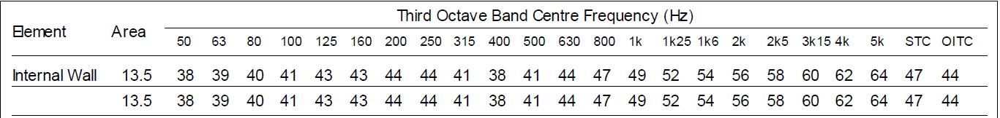 Third Octave Band Centre Frequency (Hz)
Element Area
50 63 80 100 125 160 200 250 315 400 500 630 800 1k 1k25 1k6 2k 2k5 3k15 4k 5k STC OITC
Internal Wall 13.5 38 39 40 41 43 43 44 44 41 38 41 44 47 49 52 54 56 58 60 62 64 47 44
13.5 38 39 40 41 43 43 44 44 41 38 41 44 47 49 52 54 56 58 60 62 64 47 44